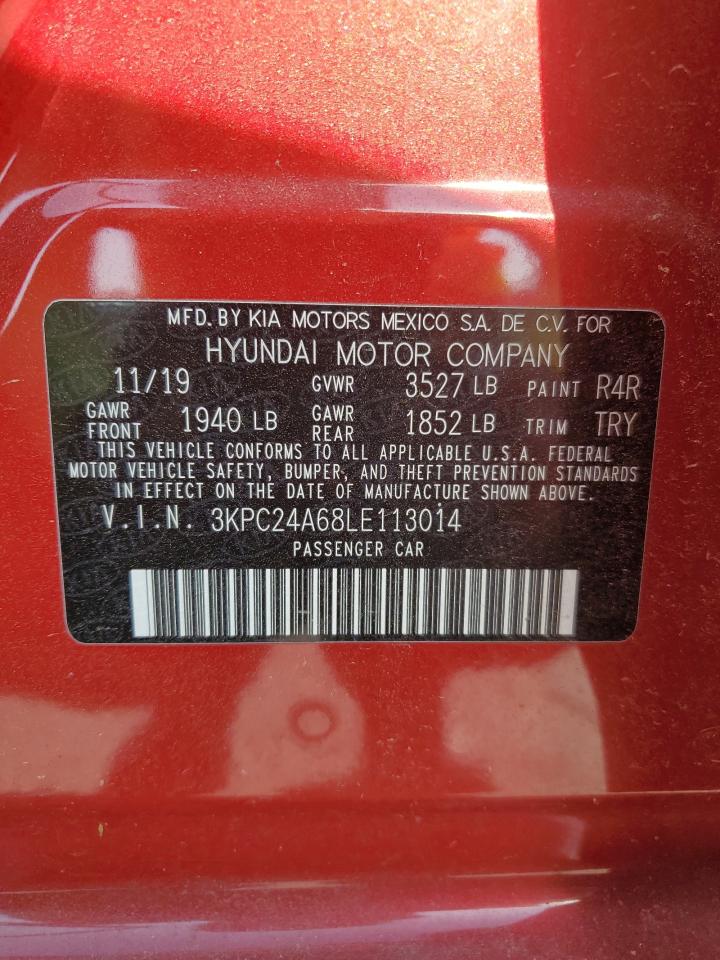 MFD. BY KIA MOTORS MEXICO S.A. DE C.V. FOR
HYUNDAI MOTOR COMPANY
11/19 GVWR 3527 LB PAINT R4R
GAWR FRONT 1940 LB GAWR REAR 1852 LB TRIM TRY
THIS VEHICLE CONFORMS TO ALL APPLICABLE U.S.A. FEDERAL
MOTOR VEHICLE SAFETY, BUMPER, AND THEFT PREVENTION STANDARDS
IN EFFECT ON THE DATE OF MANUFACTURE SHOWN ABOVE.
V.I.N. 3KPC24A68LE113014
PASSENGER CAR